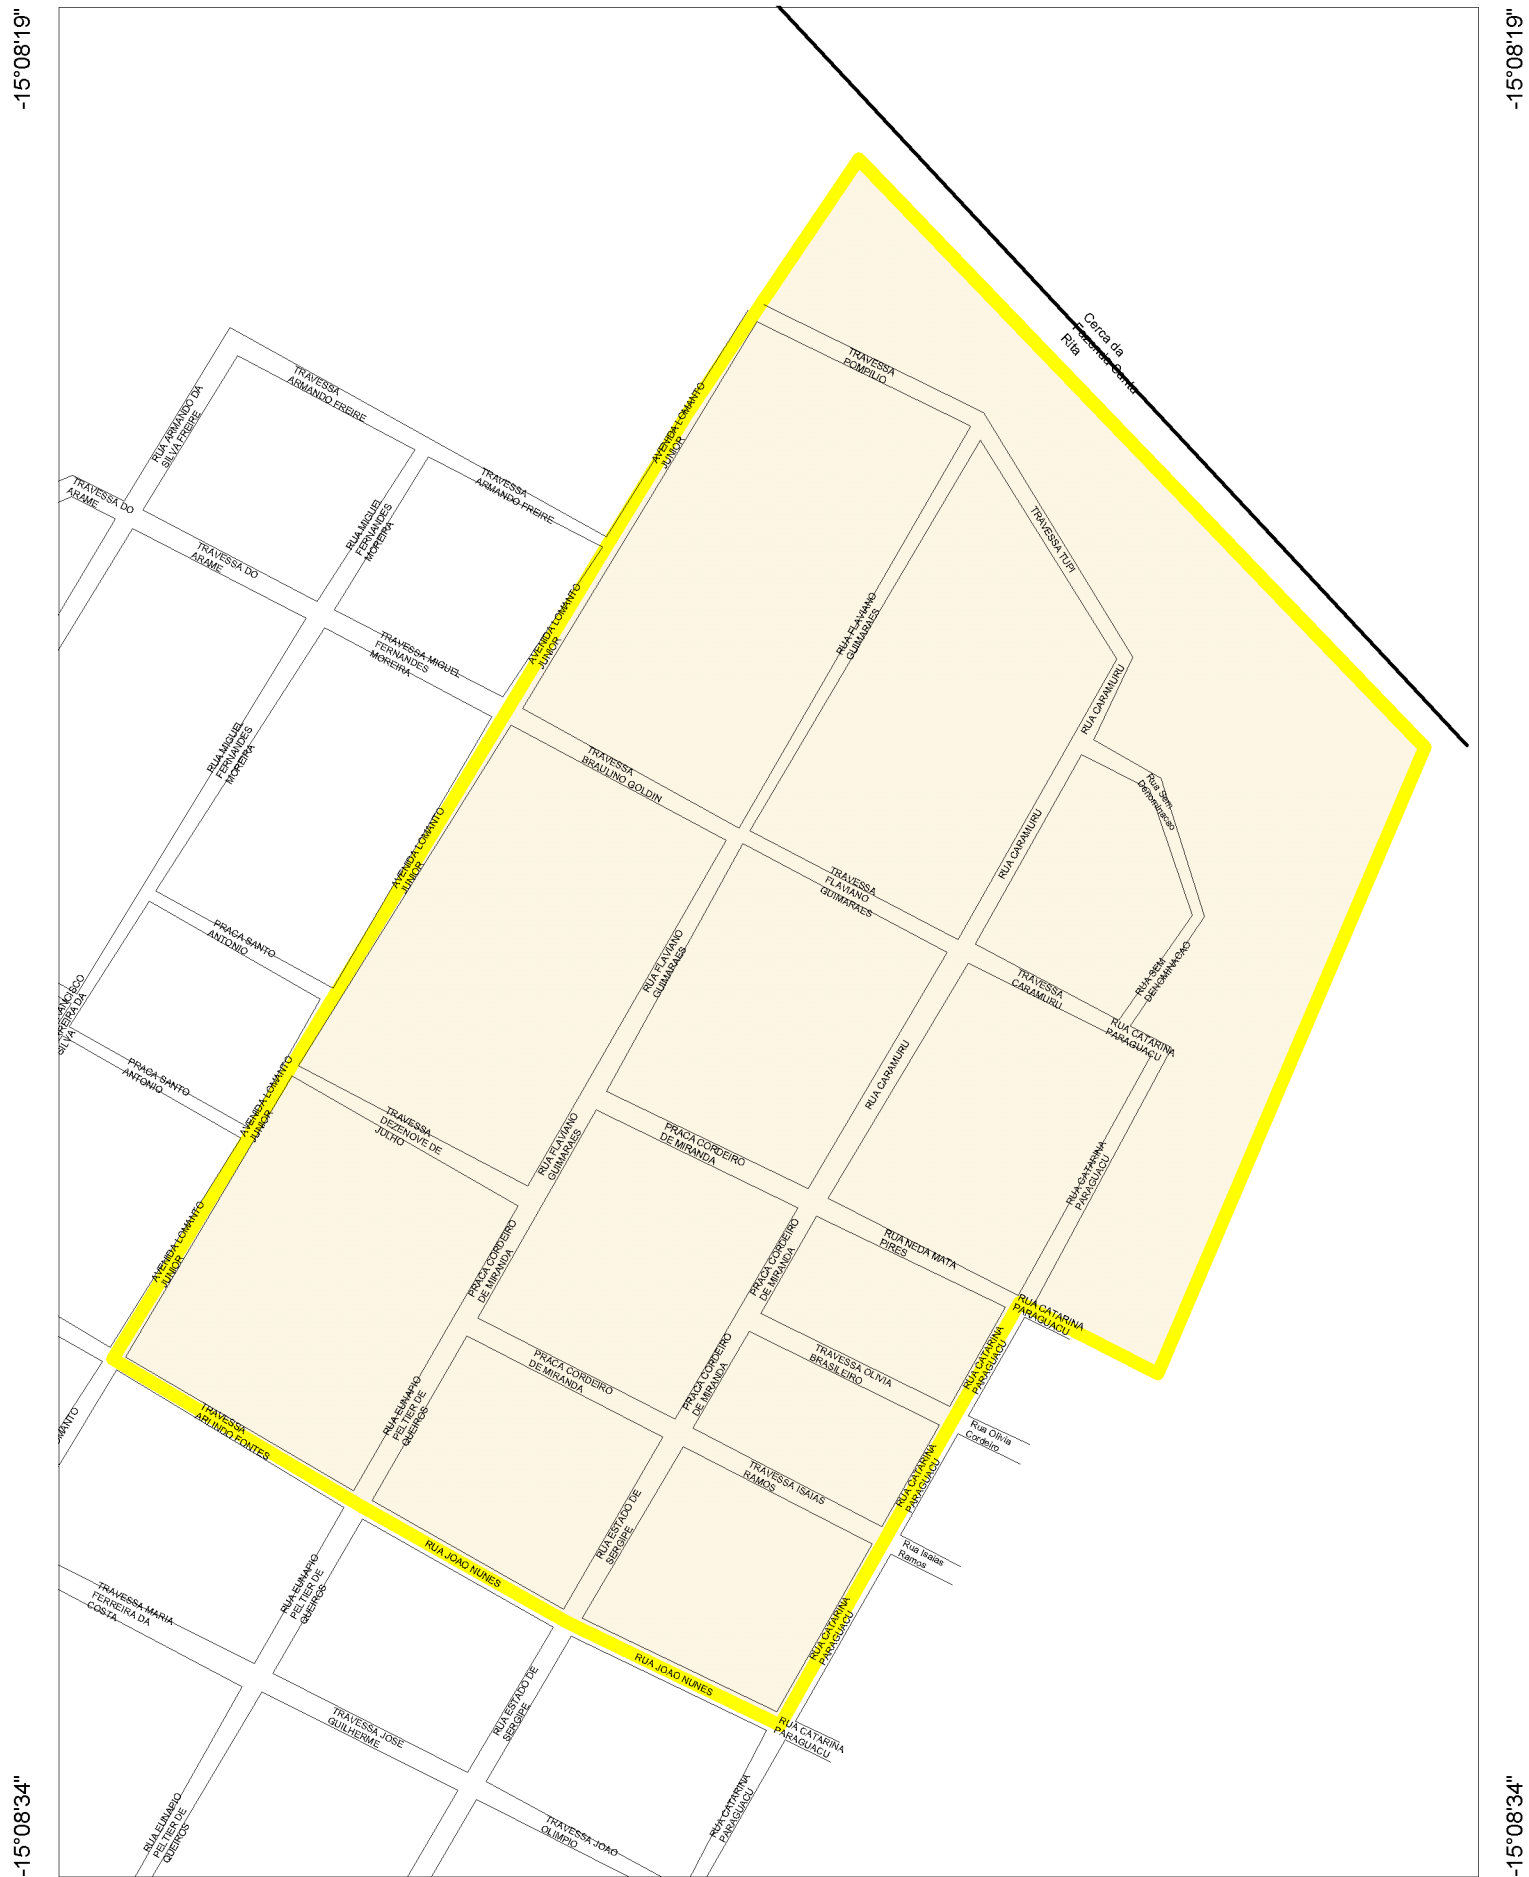 -15°08'19"
-15°08'19"
Cerca da
Fazenda Santa
Rita
TRAVESSA
POMPILIO
TRAVESSA
ARMANDO FREIRE
RUA ARMANDO DA
SILVA FREIRE
AVENIDA LOMANTO
JUNIOR
TRAVESSA
ARMANDO FREIRE
TRAVESSA DO
ARAME
RUA MIGUEL
FERNANDES
MOREIRA
TRAVESSA TUPI
TRAVESSA DO
ARAME
AVENIDA LOMANTO
JUNIOR
RUA FLAVIANO
GUIMARAES
TRAVESSA MIGUEL
FERNANDES
MOREIRA
RUA CARAMURU
RUA MIGUEL
FERNANDES
MOREIRA
TRAVESSA
BRAULINO GOLDIN
Rua Sem
Denominacao
AVENIDA LOMANTO
JUNIOR
RUA CARAMURU
TRAVESSA
FLAVIANO
GUIMARAES
PRACA SANTO
ANTONIO
RUA FLAVIANO
GUIMARAES
RUA SEM
DENOMINACAO
TRAVESSA
CARAMURU
SILVA
RUA CATARINA
PARAGUACU
PRACA SANTO
ANTONIO
AVENIDA LOMANTO
JUNIOR
RUA CARAMURU
TRAVESSA
DEZENOVE DE
JULHO
RUA FLAVIANO
GUIMARAES
PRACA CORDEIRO
DE MIRANDA
RUA CATARINA
PARAGUACU
AVENIDA LOMANTO
JUNIOR
PRACA CORDEIRO
DE MIRANDA
PRACA CORDEIRO
DE MIRANDA
RUA NEDA MATA
PIRES
RUA CATARINA
PARAGUACU
RUA CATARINA
PARAGUACU
PRACA CORDEIRO
DE MIRANDA
PRACA CORDEIRO
DE MIRANDA
TRAVESSA OLIVIA
BRASILEIRO
RUA EUNAPIO
PELTIER DE
QUEIROS
TRAVESSA
ARLINDO FONTES
Rua Olivia
Cordeiro
TRAVESSA ISAIAS
RAMOS
RUA CATARINA
PARAGUACU
RUA ESTADO DE
SERGIPE
Rua Isaias
Ramos
RUA JOAO NUNES
RUA EUNAPIO
PELTIER DE
QUEIROS
TRAVESSA MARIA
FERREIRA DA
COSTA
RUA CATARINA
PARAGUACU
RUA JOAO NUNES
RUA ESTADO DE
SERGIPE
TRAVESSA JOSE
GUILHERME
RUA CATARINA
PARAGUACU
RUA CATARINA
PARAGUACU
TRAVESSA JOAO
OLIMPIO
RUA EUNAPIO
PELTIER DE
QUEIROS
-15°08'34"
-15°08'34"